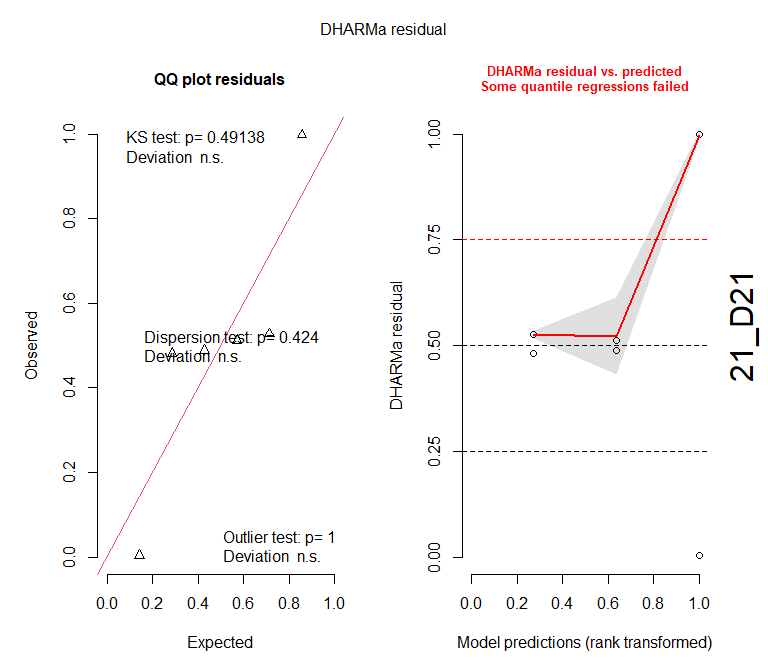 DHARMa residual
QQ plot residuals
KS test: p= 0.49138
Deviation n.s.
Dispersion test: p= 0.424
Deviation n.s.
Outlier test: p= 1
Deviation n.s.
Observed
0.0
0.2
0.4
0.6
0.8
1.0
0.0
0.2
0.4
0.6
0.8
1.0
Expected
DHARMa residual vs. predicted
Some quantile regressions failed
DHARMa residual
0.00
0.25
0.50
0.75
1.00
0.0
0.2
0.4
0.6
0.8
1.0
Model predictions (rank transformed)
21_D21